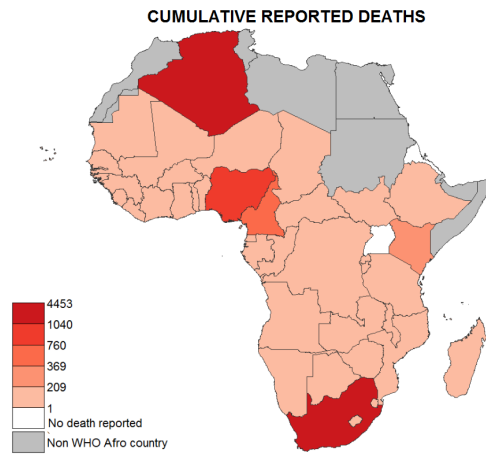 CUMULATIVE REPORTED DEATHS
4453
1040
760
369
209
1
No death reported
Non WHO Afro country